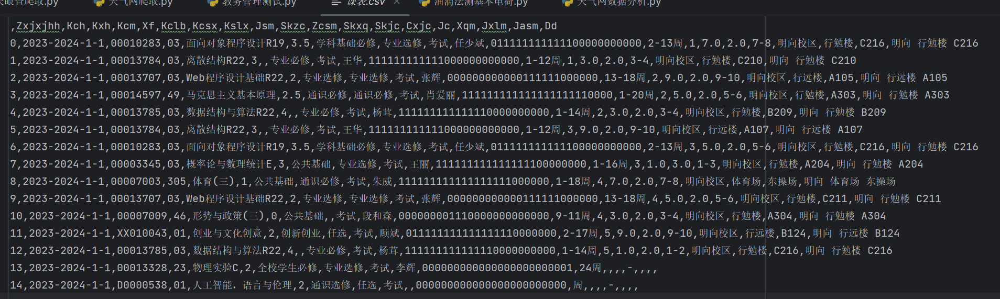 天气网爬取.py 教务管理测试.py 课表.csv × 油滴法测基本电荷.py 天气网数据分析.py
,Zxjxjhh,Kch,Kxh,Kcm,Xf,Kclb,Kcsx,Kslx,Jsm,Skzc,Zcsm,Skxq,Skjc,Cxjc,Jc,Xqm,Jxlm,Jasm,Dd
0,2023-2024-1-1,00010283,03,面向对象程序设计R19,3.5,学科基础必修,专业选修,考试,任少斌,011111111111100000000000,2-13周,1,7.0,2.0,7-8,明向校区,行勉楼,C216,明向 行勉楼 C216
1,2023-2024-1-1,00013784,03,离散结构R22,3,,专业必修,考试,王华,111111111111000000000000,1-12周,1,3.0,2.0,3-4,明向校区,行勉楼,C210,明向 行勉楼 C210
2,2023-2024-1-1,00013707,03,Web程序设计基础R22,2,专业选修,专业选修,考试,张辉,000000000000111111000000,13-18周,2,9.0,2.0,9-10,明向校区,行远楼,A105,明向 行远楼 A105
3,2023-2024-1-1,00014597,49,马克思主义基本原理,2.5,通识必修,通识必修,考试,肖爱丽,111111111111111111110000,1-20周,2,5.0,2.0,5-6,明向校区,行勉楼,A303,明向 行勉楼 A303
4,2023-2024-1-1,00013785,03,数据结构与算法R22,4,,专业必修,考试,杨茸,111111111111110000000000,1-14周,2,3.0,2.0,3-4,明向校区,行勉楼,B209,明向 行勉楼 B209
5,2023-2024-1-1,00013784,03,离散结构R22,3,,专业必修,考试,王华,111111111111000000000000,1-12周,3,9.0,2.0,9-10,明向校区,行远楼,A107,明向 行远楼 A107
6,2023-2024-1-1,00010283,03,面向对象程序设计R19,3.5,学科基础必修,专业选修,考试,任少斌,011111111111100000000000,2-13周,3,5.0,2.0,5-6,明向校区,行勉楼,C216,明向 行勉楼 C216
7,2023-2024-1-1,00003345,03,概率论与数理统计E,3,公共基础,专业选修,考试,王丽,111111111111111100000000,1-16周,3,1.0,3.0,1-3,明向校区,行勉楼,A204,明向 行勉楼 A204
8,2023-2024-1-1,00007003,305,体育(三),1,公共基础,通识必修,考试,朱威,111111111111111111000000,1-18周,4,7.0,2.0,7-8,明向校区,体育场,东操场,明向 体育场 东操场
9,2023-2024-1-1,00013707,03,Web程序设计基础R22,2,专业选修,专业选修,考试,张辉,000000000000111111000000,13-18周,4,5.0,2.0,5-6,明向校区,行勉楼,C211,明向 行勉楼 C211
10,2023-2024-1-1,00007009,46,形势与政策(三),0,公共基础,,考试,段和森,000000001110000000000000,9-11周,4,3.0,2.0,3-4,明向校区,行勉楼,A304,明向 行勉楼 A304
11,2023-2024-1-1,XX010043,01,创业与文化创意,2,创新创业,任选,考试,顾斌,011111111111111110000000,2-17周,5,9.0,2.0,9-10,明向校区,行远楼,B124,明向 行远楼 B124
12,2023-2024-1-1,00013785,03,数据结构与算法R22,4,,专业必修,考试,杨茸,111111111111110000000000,1-14周,5,1.0,2.0,1-2,明向校区,行勉楼,C216,明向 行勉楼 C216
13,2023-2024-1-1,00013328,23,物理实验C,2,全校学生必修,专业选修,考试,李辉,000000000000000000000001,24周,,,,-,,,,
14,2023-2024-1-1,D0000538,01,人工智能，语言与伦理,2,通识选修,任选,考试,,000000000000000000000000,周,,,,-,,,,